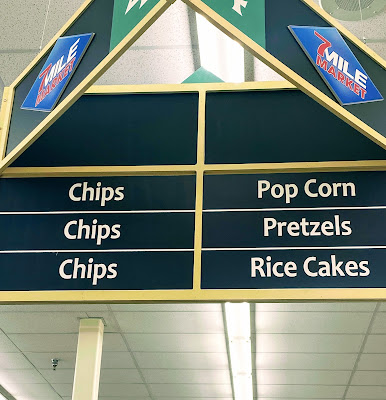 7 MILE
MARKET
7 MILE
MARKET
Chips
Pop Corn
Chips
Pretzels
Chips
Rice Cakes